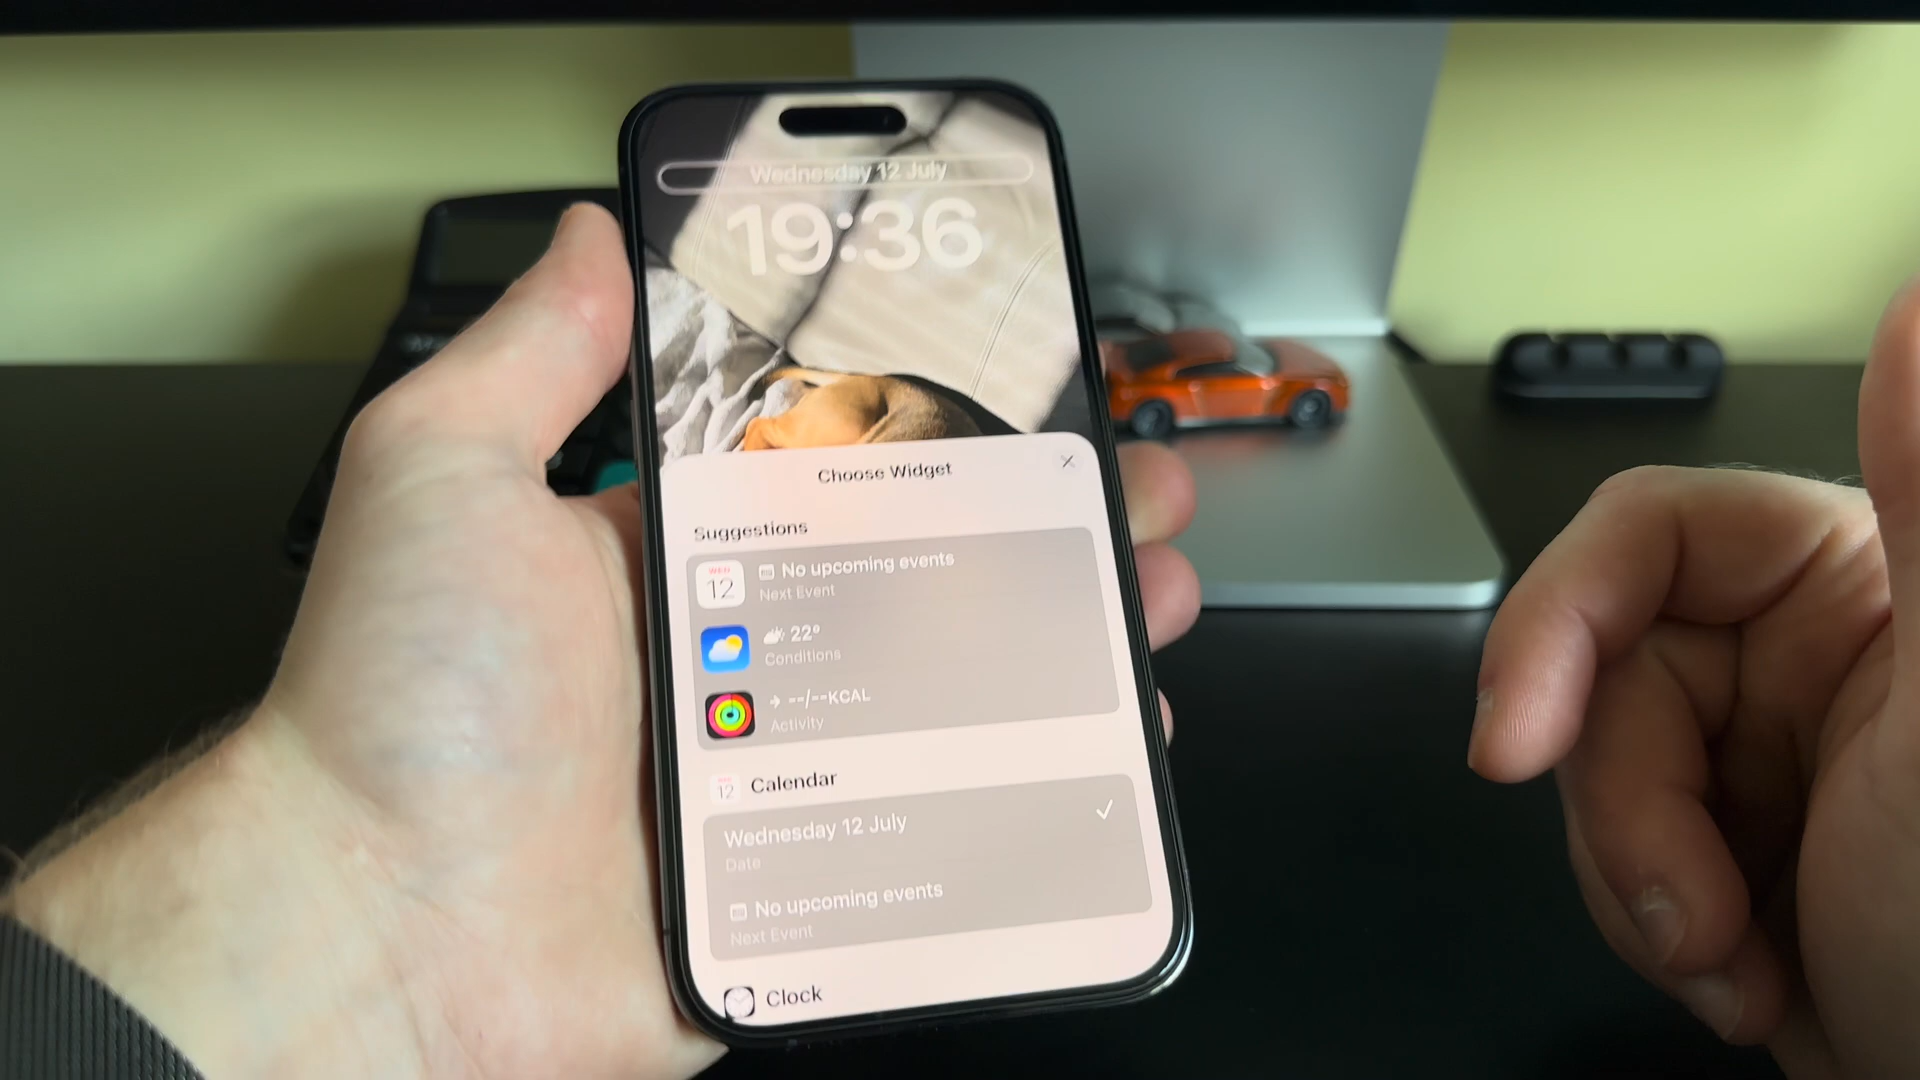 Wednesday 12 July
19:36
Choose Widget
Suggestions
WED
12
No upcoming events
Next Event
22°
Conditions
--/--KCAL
Activity
12
Calendar
Wednesday 12 July
Date
No upcoming events
Next Event
Clock